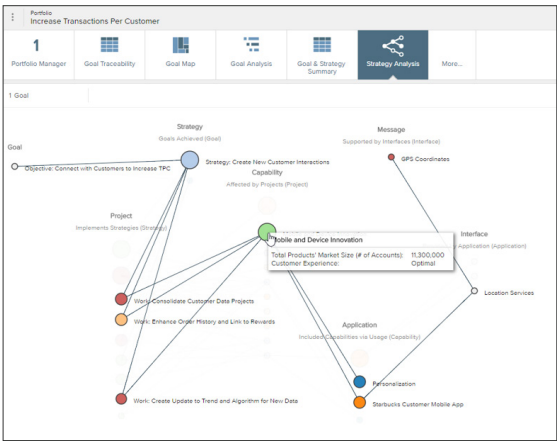 Portfolio
Increase Transactions Per Customer
1
Portfolio Manager
Goal Traceability
Goal Map
Goal Analysis
Goal & Strategy
Summary
Strategy Analysis
More...
1 Goal
Strategy
Goals Achieved (Goal)
Message
Supported by Interfaces (Interface)
Goal
Objective: Connect with Customers to Increase TPC
Strategy: Create New Customer Interactions
GPS Coordinates
Capability
Affected by Projects (Project)
Project
Implements Strategies (Strategy)
Interface
by Application (Application)
Mobile and Device Innovation
Total Products' Market Size (# of Accounts): 11,300,000
Customer Experience: Optimal
Location Services
Work: Consolidate Customer Data Projects
Work: Enhance Order History and Link to Rewards
Application
Included Capabilities via Usage (Capability)
Personalization
Work: Create Update to Trend and Algorithm for New Data
Starbucks Customer Mobile App